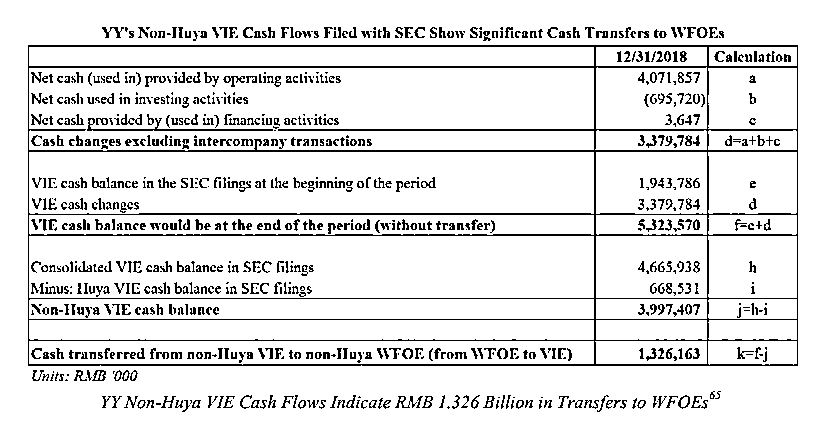 YY's Non-Huya VIE Cash Flows Filed with SEC Show Significant Cash Transfers to WFOEs
12/31/2018 Calculation
Net cash (used in) provided by operating activities 4,071,857 a
Net cash used in investing activities (695,720) b
Net cash provided by (used in) financing activities 3,647 c
Cash changes excluding intercompany transactions 3,379,784 d=a+b+c
VIE cash balance in the SEC filings at the beginning of the period 1,943,786 e
VIE cash changes 3,379,784 d
VIE cash balance would be at the end of the period (without transfer) 5,323,570 f=e+d
Consolidated VIE cash balance in SEC filings 4,665,938 h
Minus: Huya VIE cash balance in SEC filings 668,531 i
Non-Huya VIE cash balance 3,997,407 j=h-i
Cash transferred from non-Huya VIE to non-Huya WFOE (from WFOE to VIE) 1,326,163 k=f-j
Units: RMB '000
YY Non-Huya VIE Cash Flows Indicate RMB 1.326 Billion in Transfers to WFOEs65